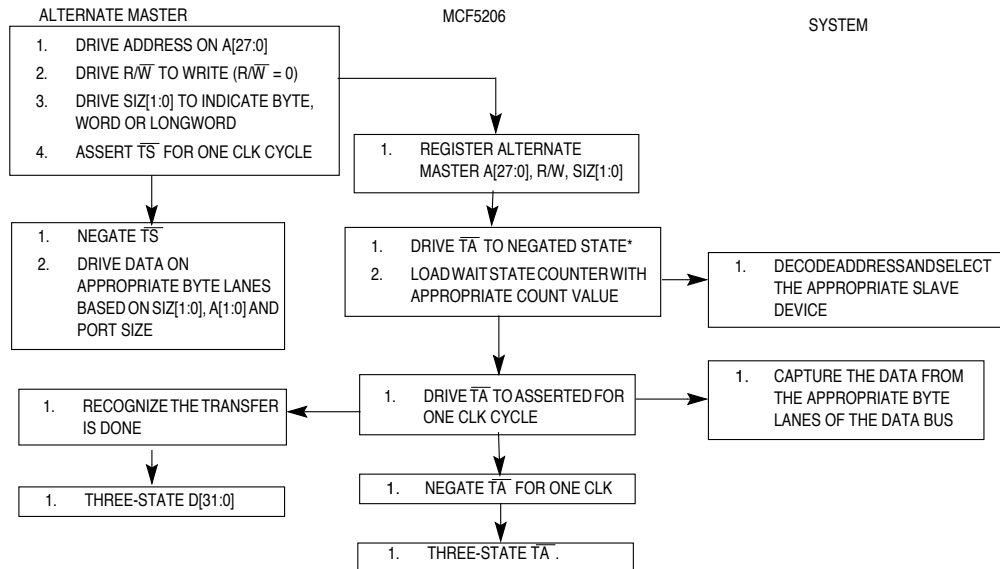 ALTERNATE MASTER
1. DRIVE ADDRESS ON A[27:0]
2. DRIVE R/W̅ TO WRITE (R/W̅ = 0)
3. DRIVE SIZ[1:0] TO INDICATE BYTE,
WORD OR LONGWORD
4. ASSERT T̅S̅ FOR ONE CLK CYCLE
1. NEGATE T̅S̅
2. DRIVE DATA ON
APPROPRIATE BYTE LANES
BASED ON SIZ[1:0], A[1:0] AND
PORT SIZE
1. RECOGNIZE THE TRANSFER
IS DONE
1. THREE-STATE D[31:0]
MCF5206
1. REGISTER ALTERNATE
MASTER A[27:0], R/W, SIZ[1:0]
1. DRIVE T̅A̅ TO NEGATED STATE*
2. LOAD WAIT STATE COUNTER WITH
APPROPRIATE COUNT VALUE
1. DRIVE T̅A̅ TO ASSERTED FOR
ONE CLK CYCLE
1. NEGATE T̅A̅ FOR ONE CLK
1. THREE-STATE T̅A̅.
SYSTEM
1. DECODEADDRESSANDSELECT
THE APPROPRIATE SLAVE
DEVICE
1. CAPTURE THE DATA FROM
THE APPROPRIATE BYTE
LANES OF THE DATA BUS